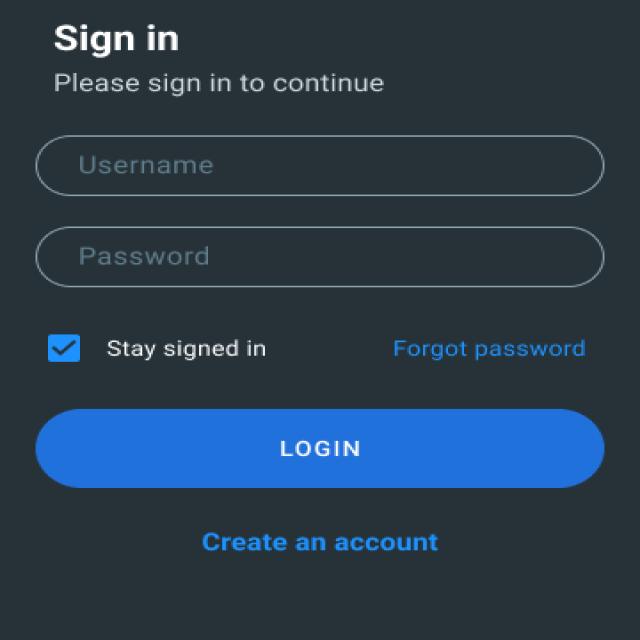 Sign in
Please sign in to continue
Username
Password
Stay signed in Forgot password
LOGIN
Create an account